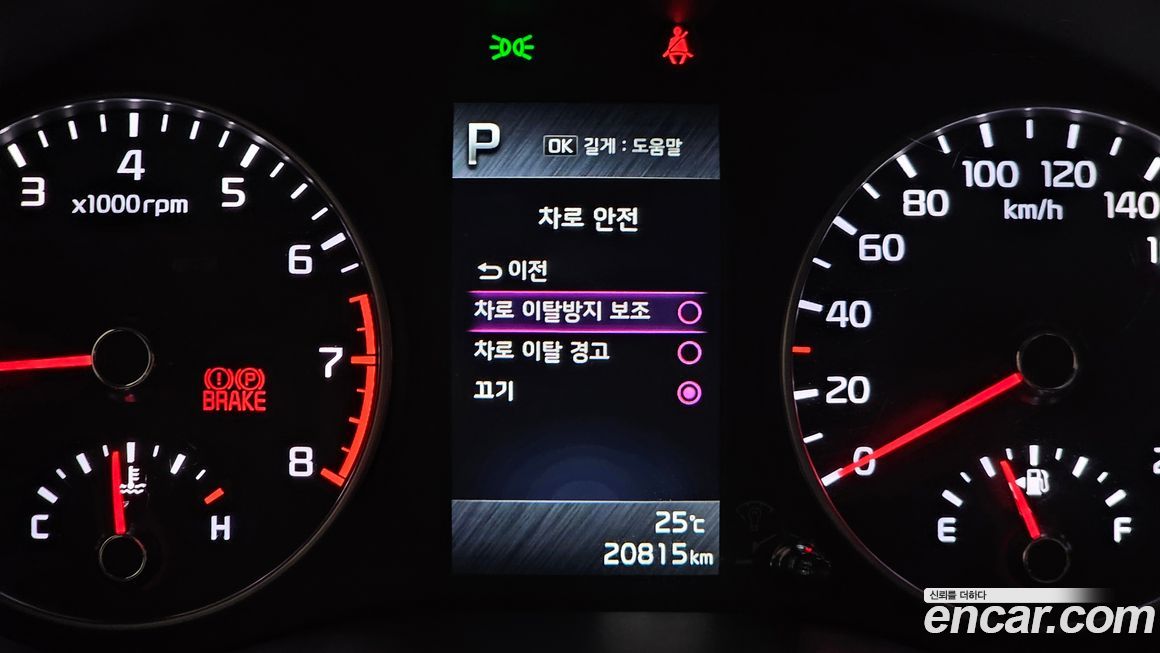 3
4
5
6
7
8
x1000rpm
BRAKE
C
H
P
OK 길게 : 도움말
차로 안전
이전
차로 이탈방지 보조
차로 이탈 경고
끄기
25℃
20815km
0
20
40
60
80
100
120
140
km/h
E
F
신뢰를 더하다
encar.com